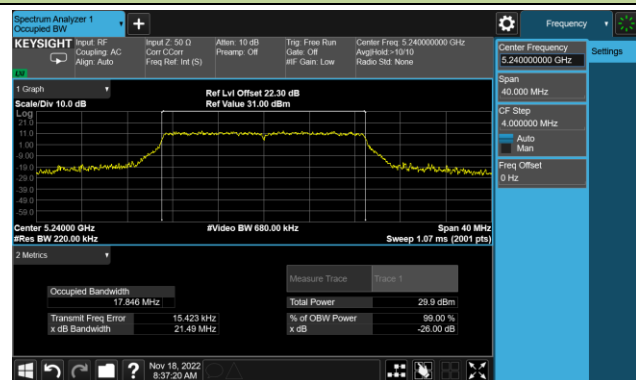 Spectrum Analyzer 1
Occupied BW
Frequency
KEYSIGHT
Input: RF
Coupling: AC
Align: Auto
Input Z: 50 Ω
Corr CCorr
Freq Ref: Int (S)
Atten: 10 dB
Preamp: Off
Trig: Free Run
Gate: Off
#IF Gain: Low
Center Freq: 5.240000000 GHz
Avg|Hold:>10/10
Radio Std: None
LXI
Center Frequency
5.240000000 GHz
Settings
Span
40.000 MHz
CF Step
4.000000 MHz
Auto
Man
Freq Offset
0 Hz
1 Graph
Scale/Div 10.0 dB
Ref Lvl Offset 22.30 dB
Ref Value 31.00 dBm
Log
21.0
11.0
1.00
-9.00
-19.0
-29.0
-39.0
-49.0
-59.0
Center 5.24000 GHz
#Video BW 680.00 kHz
Span 40 MHz
#Res BW 220.00 kHz
Sweep 1.07 ms (2001 pts)
2 Metrics
Measure Trace
Trace 1
Occupied Bandwidth
17.846 MHz
Total Power
29.9 dBm
Transmit Freq Error
15.423 kHz
% of OBW Power
99.00 %
x dB Bandwidth
21.49 MHz
x dB
-26.00 dB
Nov 18, 2022
8:37:20 AM